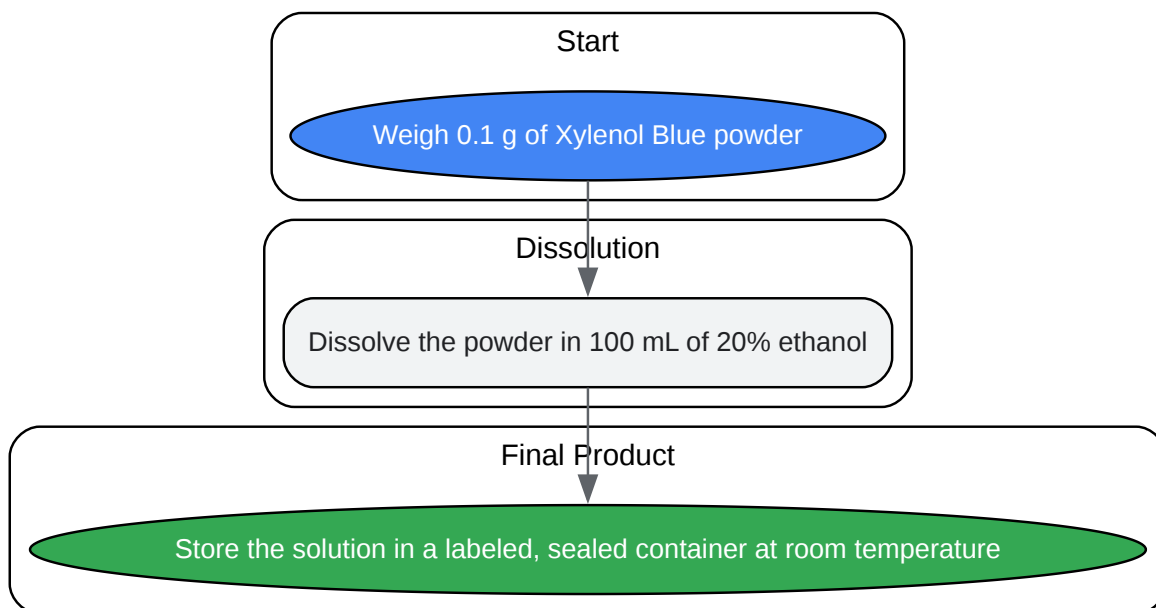 Start
Weigh 0.1 g of Xylenol Blue powder
Dissolution
Dissolve the powder in 100 mL of 20% ethanol
Final Product
Store the solution in a labeled, sealed container at room temperature